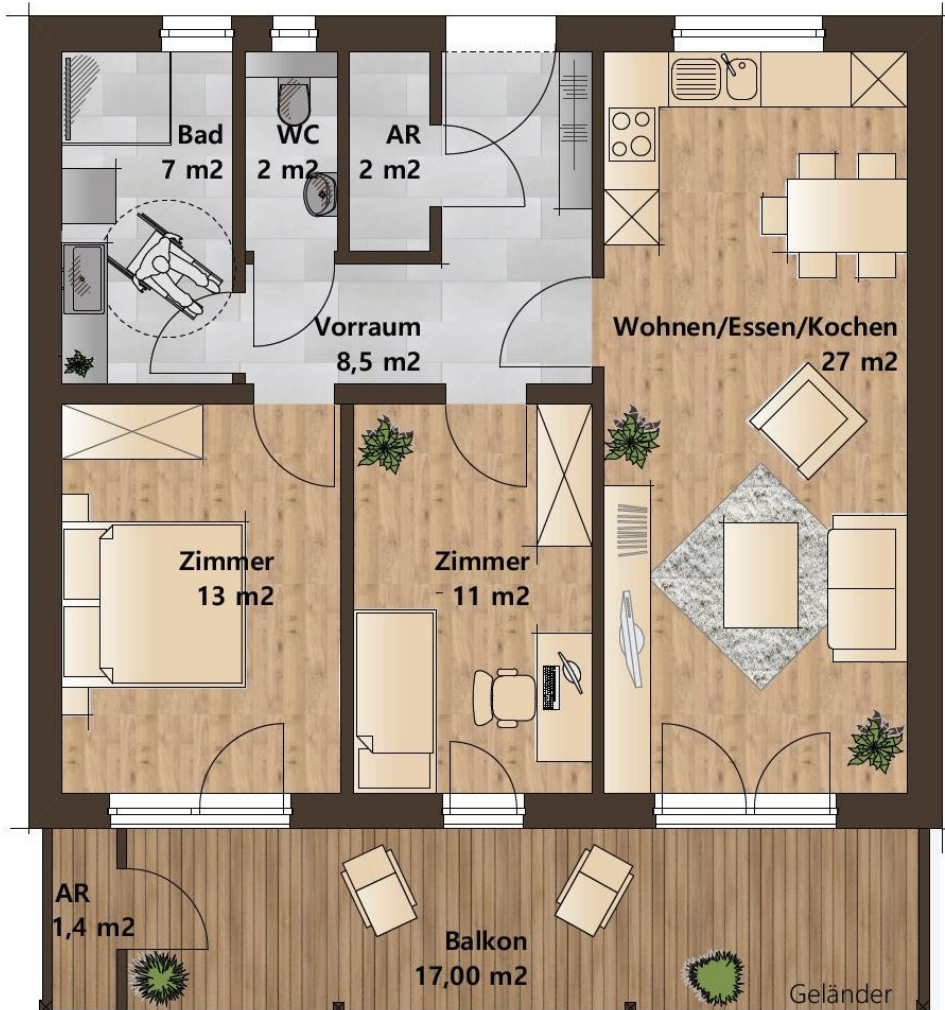 Bad
7 m2
WC
2 m2
AR
2 m2
Vorraum
8,5 m2
Wohnen/Essen/Kochen
27 m2
Zimmer
13 m2
Zimmer
11 m2
AR
1,4 m2
Balkon
17,00 m2
Geländer